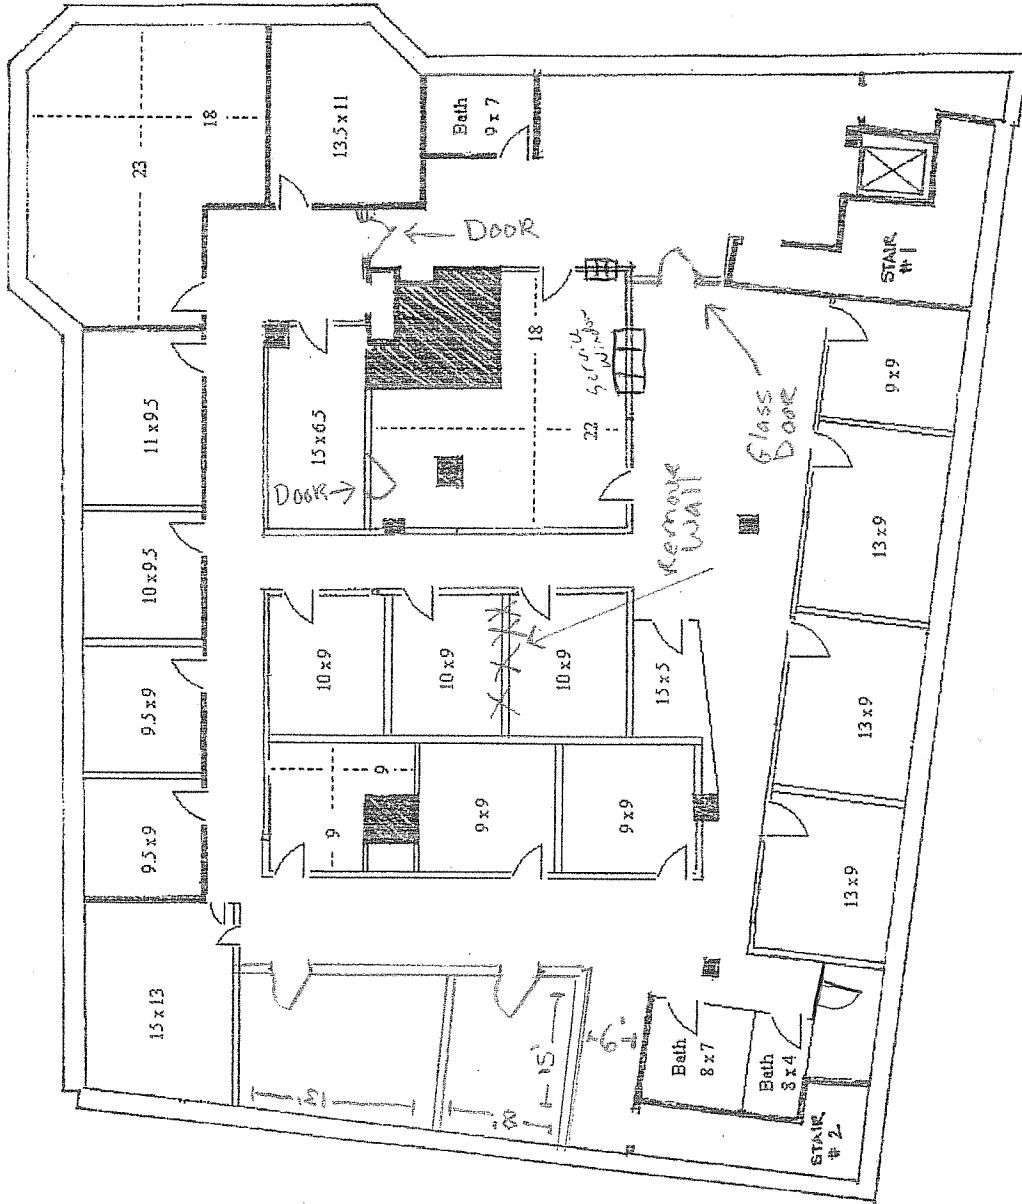 15 x 13
9.5 x 9
9.5 x 9
10 x 9.5
11 x 9.5
23
18
13'
9
9
10 x 9
DOOR
15 x 6.5
13.5 x 11
8'
15'
9 x 9
10 x 9
DOOR
Bath
9 x 7
6'
9 x 9
10 x 9
22
18
Service
Window
Bath
8 x 7
15 x 5
Remove
Wall
Bath
8 x 4
Glass
DOOR
STAIR
#2
13 x 9
13 x 9
13 x 9
9 x 9
STAIR
#1